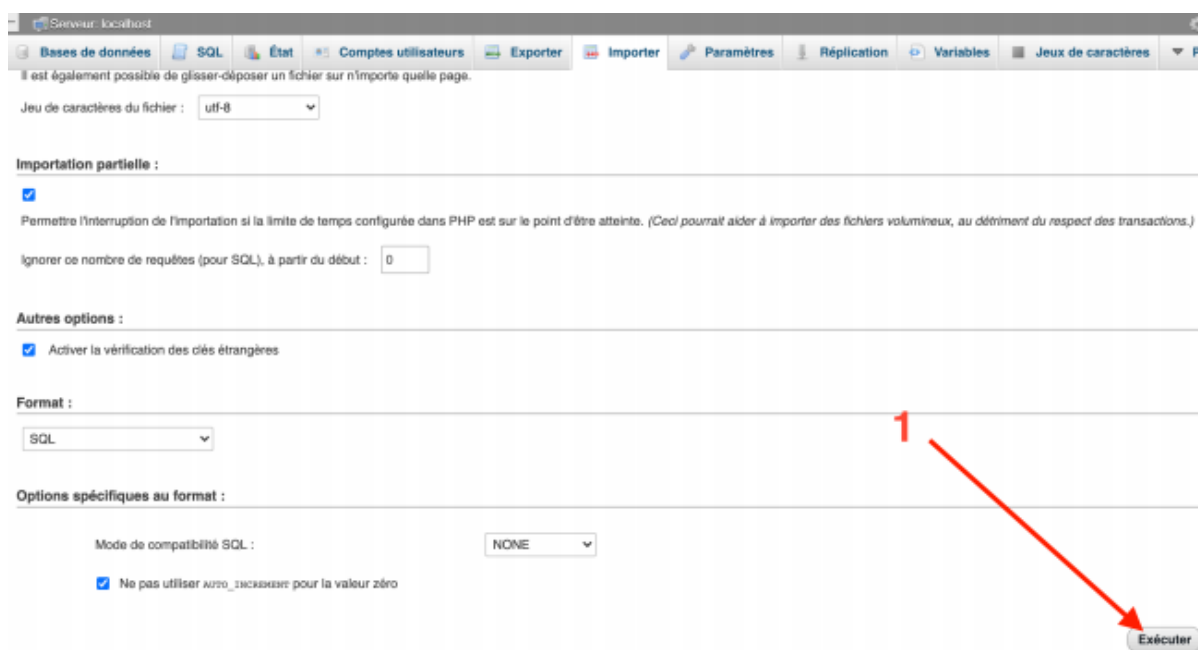 Serveur: localhost
Bases de données SQL État Comptes utilisateurs Exporter Importer Paramètres Réplication Variables Jeux de caractères
Il est également possible de glisser-déposer un fichier sur n'importe quelle page.
Jeu de caractères du fichier : utf-8
Importation partielle :
Permettre l'interruption de l'importation si la limite de temps configurée dans PHP est sur le point d'être atteinte. (Ceci pourrait aider à importer des fichiers volumineux, au détriment du respect des transactions.)
Ignorer ce nombre de requêtes (pour SQL), à partir du début : 0
Autres options :
Activer la vérification des clés étrangères
Format :
SQL
1
Options spécifiques au format :
Mode de compatibilité SQL : NONE
Ne pas utiliser AUTO_INCREMENT pour la valeur zéro
Exécuter